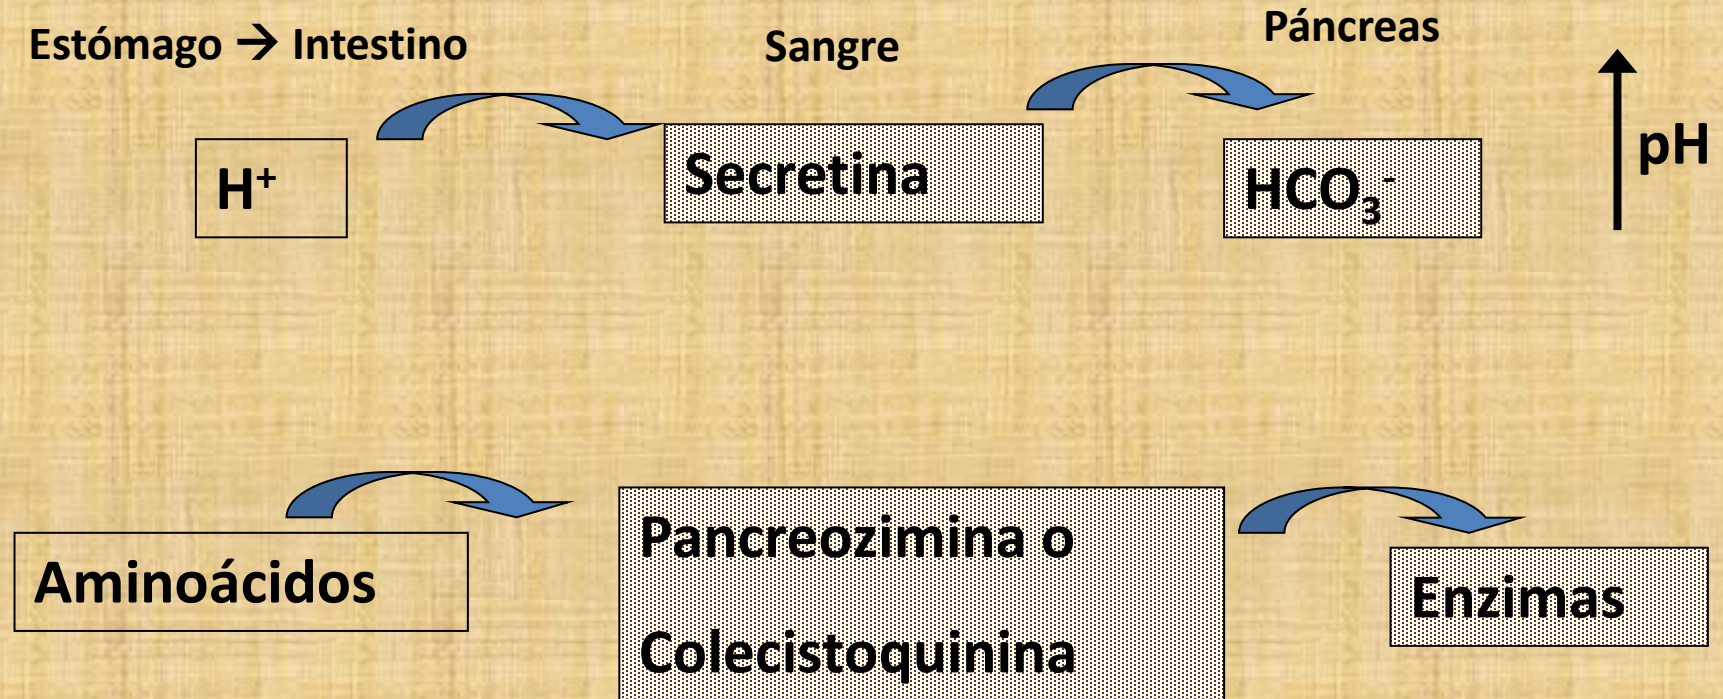 Estómago → Intestino
Sangre
Páncreas
H⁺
Secretina
HCO₃⁻
pH
Aminoácidos
Pancreozimina o
Colecistoquinina
Enzimas